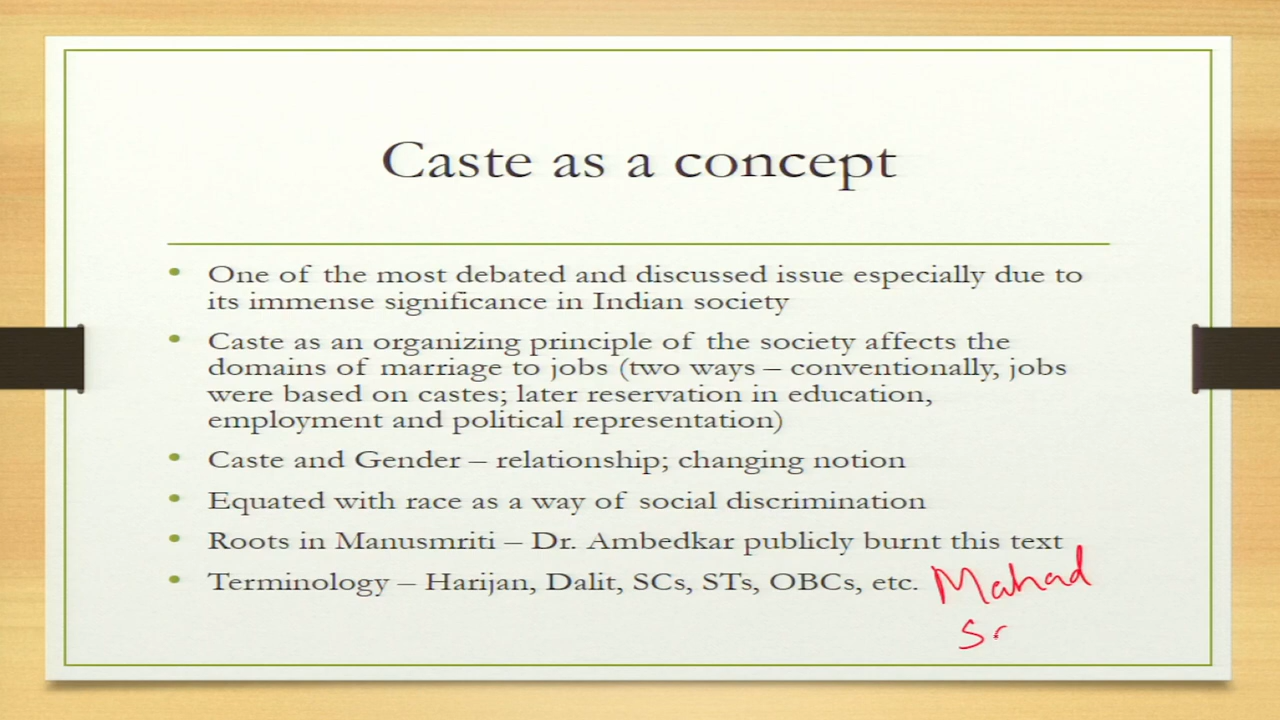 Caste as a concept
• One of the most debated and discussed issue especially due to
its immense significance in Indian society
• Caste as an organizing principle of the society affects the
domains of marriage to jobs (two ways – conventionally, jobs
were based on castes; later reservation in education,
employment and political representation)
• Caste and Gender – relationship; changing notion
• Equated with race as a way of social discrimination
• Roots in Manusmriti – Dr. Ambedkar publicly burnt this text
• Terminology – Harijan, Dalit, SCs, STs, OBCs, etc.
Mahad